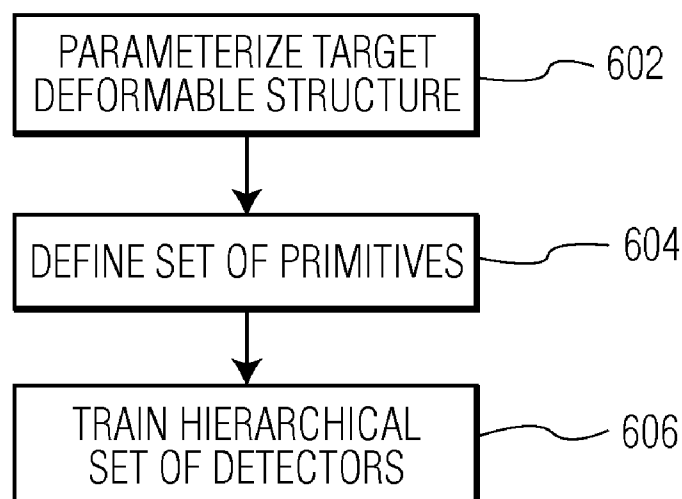 PARAMETERIZE TARGET
DEFORMABLE STRUCTURE
602
DEFINE SET OF PRIMITIVES
604
TRAIN HIERARCHICAL
SET OF DETECTORS
606